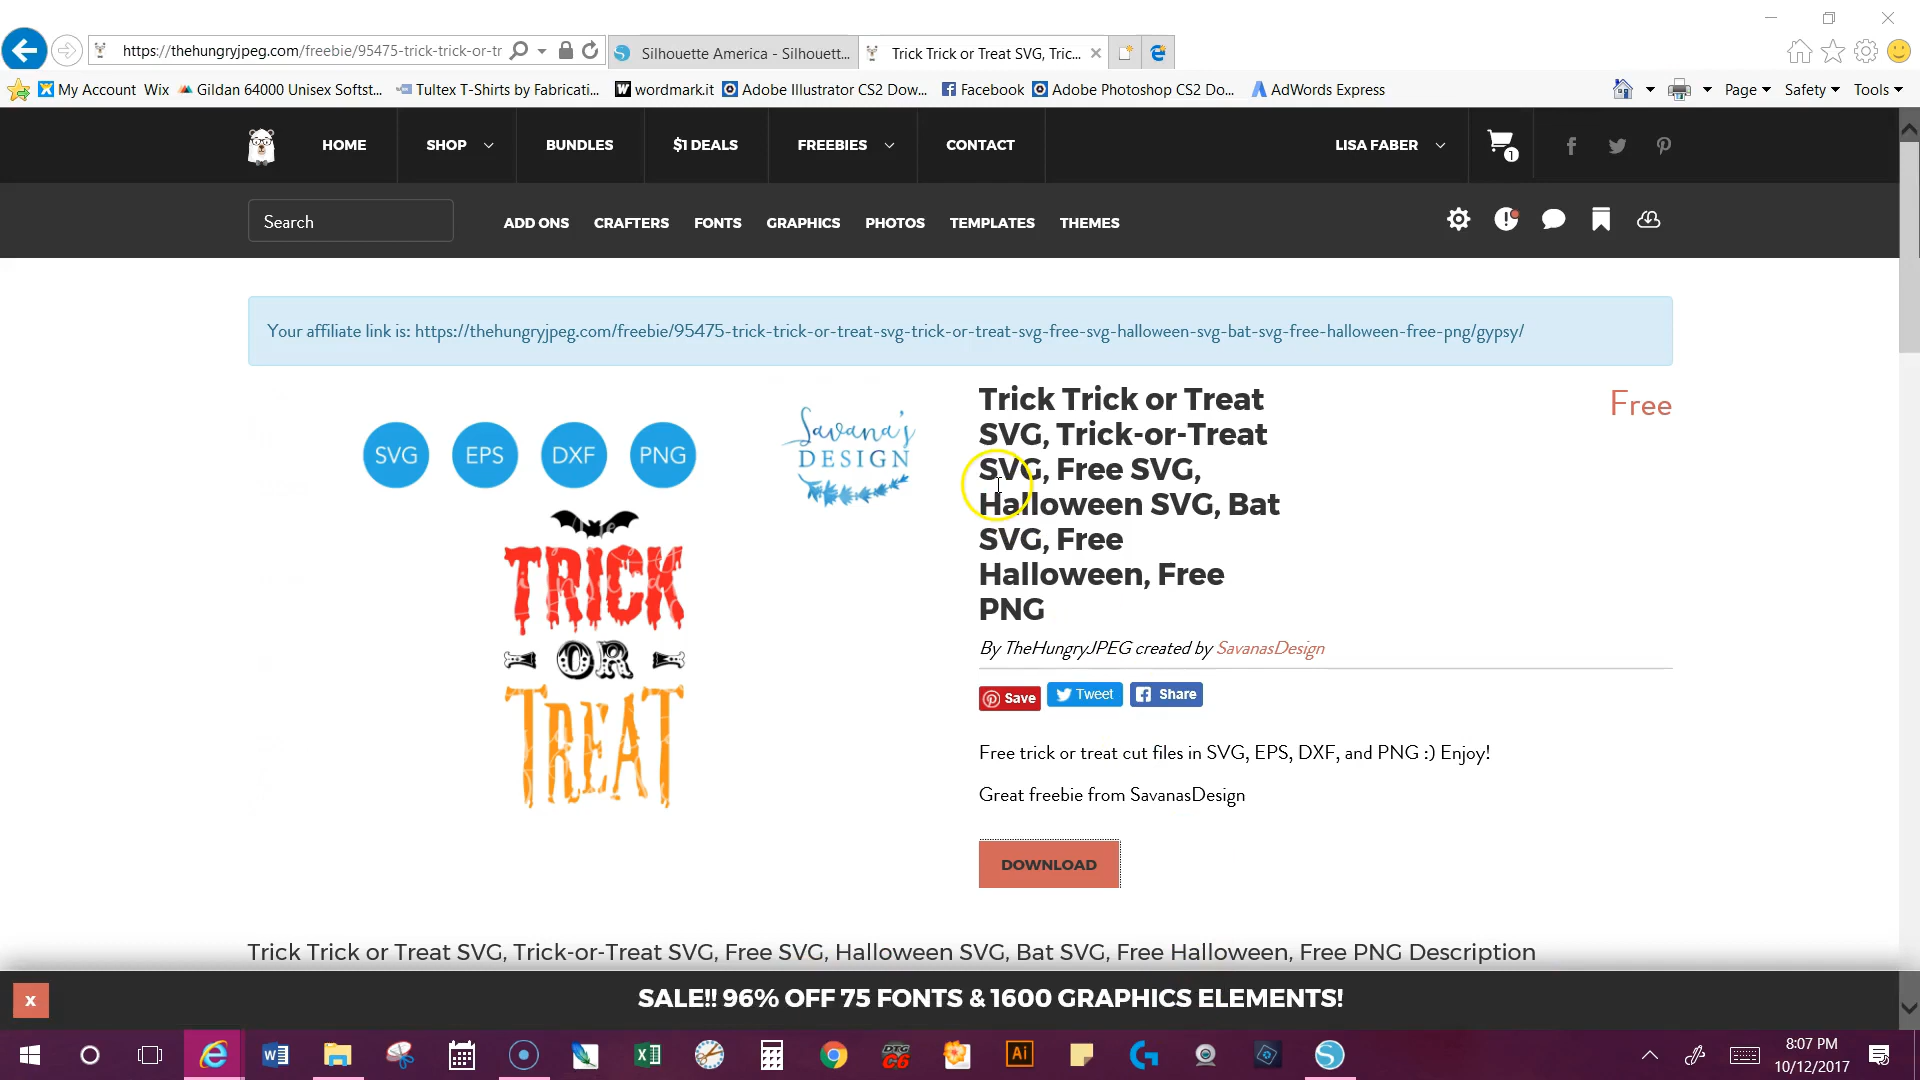 https://thehungryjpeg.com/freebie/95475-trick-trick-or-tr
Silhouette America - Silhouett...
Trick Trick or Treat SVG, Tric...
My Account Wix
Gildan 64000 Unisex Softst...
Tultex T-Shirts by Fabricati...
wordmark.it
Adobe Illustrator CS2 Dow...
Facebook
Adobe Photoshop CS2 Do...
AdWords Express
Page
Safety
Tools
HOME
SHOP
BUNDLES
$1 DEALS
FREEBIES
CONTACT
LISA FABER
1
Search
ADD ONS
CRAFTERS
FONTS
GRAPHICS
PHOTOS
TEMPLATES
THEMES
Your affiliate link is: https://thehungryjpeg.com/freebie/95475-trick-trick-or-treat-svg-trick-or-treat-svg-free-svg-halloween-svg-bat-svg-free-halloween-free-png/gypsy/
SVG
EPS
DXF
PNG
Savana's
DESIGN
TRICK
OR
TREAT
Trick Trick or Treat
SVG, Trick-or-Treat
SVG, Free SVG,
Halloween SVG, Bat
SVG, Free
Halloween, Free
PNG
Free
By TheHungryJPEG created by SavanasDesign
Save
Tweet
Share
Free trick or treat cut files in SVG, EPS, DXF, and PNG :) Enjoy!
Great freebie from SavanasDesign
DOWNLOAD
Trick Trick or Treat SVG, Trick-or-Treat SVG, Free SVG, Halloween SVG, Bat SVG, Free Halloween, Free PNG Description
x
SALE!! 96% OFF 75 FONTS & 1600 GRAPHICS ELEMENTS!
DTG
C6
Ai
8:07 PM
10/12/2017